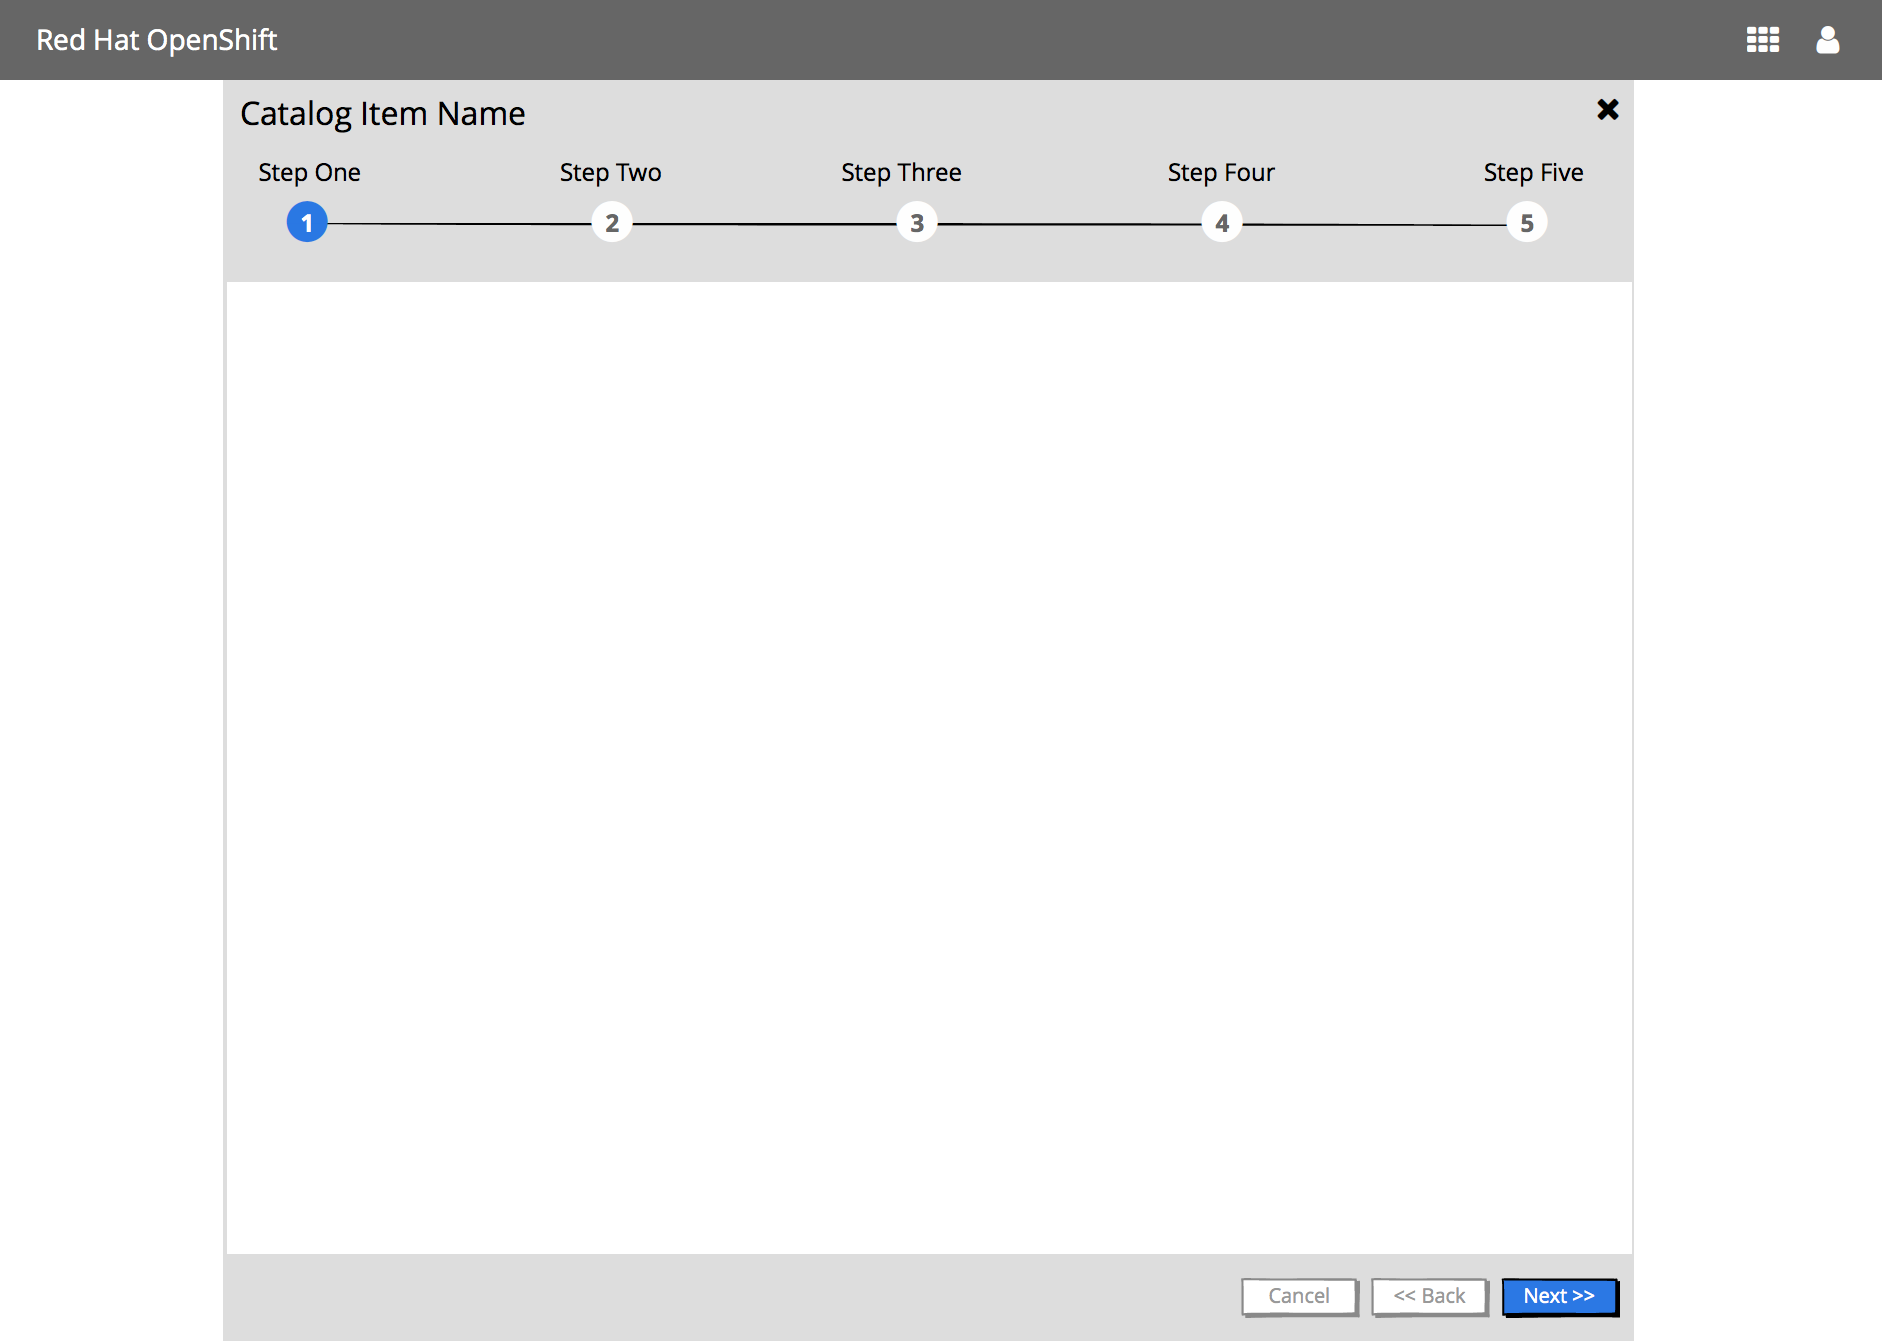 Red Hat OpenShift
Catalog Item Name
Step One Step Two Step Three Step Four Step Five
1 2 3 4 5
Cancel << Back Next >>